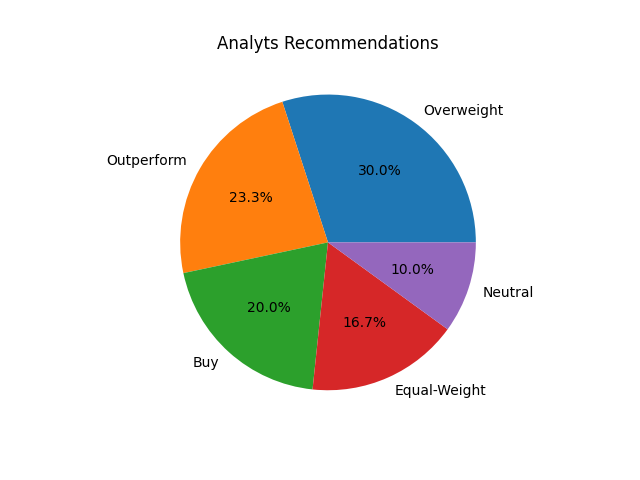 Analyts Recommendations
Overweight
30.0%
Outperform
23.3%
Buy
20.0%
Equal-Weight
16.7%
Neutral
10.0%